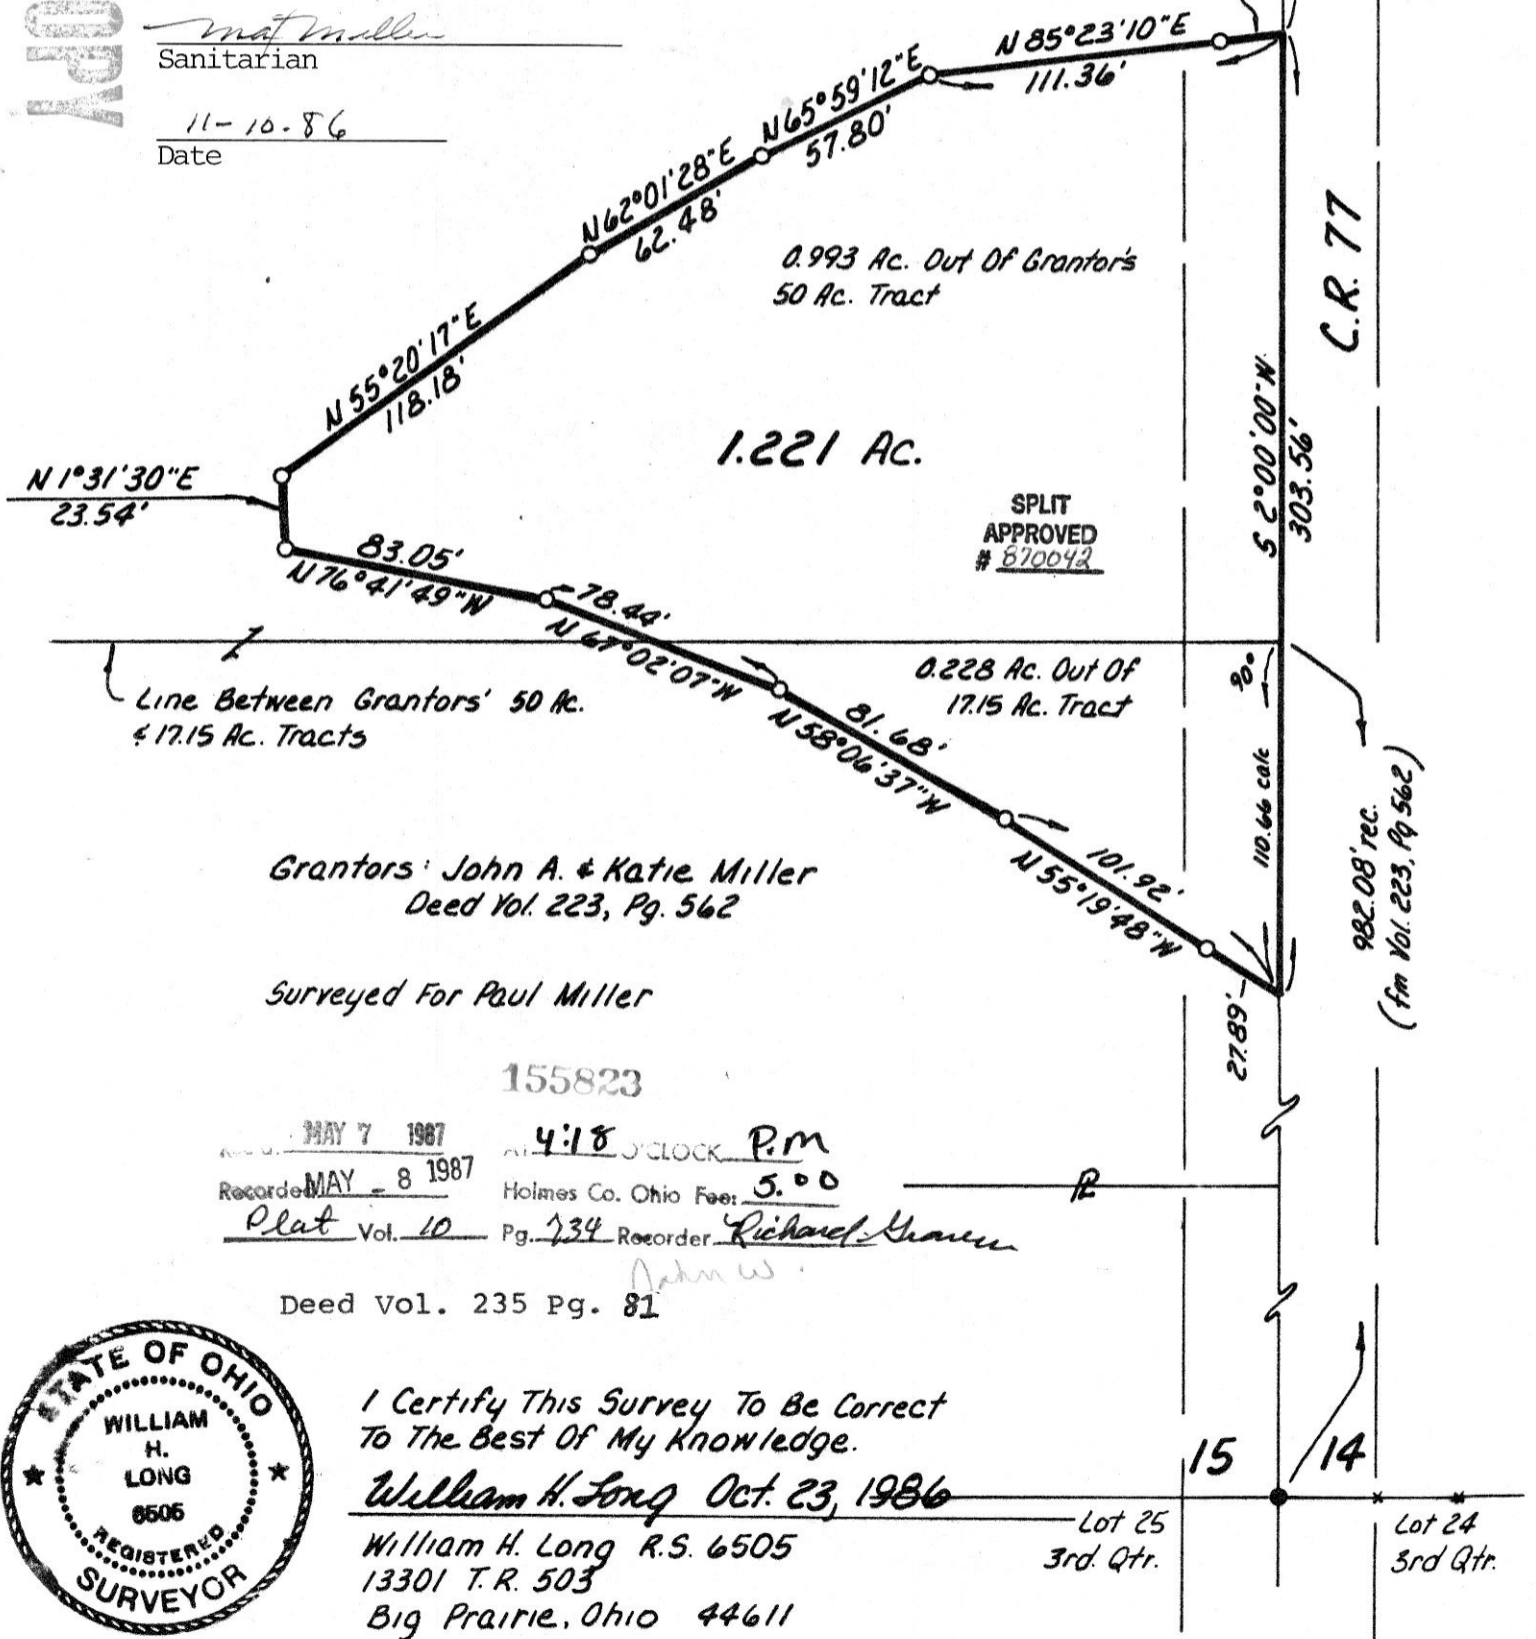 COPY
Mat Miller
Sanitarian
11-10-86
Date
N 85°23'10"E
111.36'
N 65°59'12"E
57.80'
N 62°01'28"E
62.48'
0.993 Ac. Out Of Grantor's
50 Ac. Tract
C.R. 77
N 55°20'17"E
118.18'
1.221 AC.
S 2°00'00"W
303.56'
N 1°31'30"E
23.54'
SPLIT
APPROVED
# 870042
83.05'
N 76°41'49"W
78.44'
N 67°02'07"W
0.228 Ac. Out Of
17.15 Ac. Tract
90°
Line Between Grantors' 50 Ac.
& 17.15 Ac. Tracts
81.68'
N 58°06'37"W
110.66 calc
982.08' rec.
(fm Vol. 223, Pg 562)
101.92'
N 55°19'48"W
Grantors: John A. & Katie Miller
Deed Vol. 223, Pg. 562
Surveyed For Paul Miller
27.89'
155823
MAY 7 1987 4:18 O'CLOCK P.M
Recorded MAY - 8 1987 Holmes Co. Ohio Fee: 5.00
Plat Vol. 10 Pg. 734 Recorder Richard Graven
John W.
Deed Vol. 235 Pg. 81
STATE OF OHIO
WILLIAM
H.
LONG
6505
REGISTERED
SURVEYOR
I Certify This Survey To Be Correct
To The Best Of My Knowledge.
William H. Long Oct. 23, 1986
William H. Long R.S. 6505
13301 T.R. 503
Big Prairie, Ohio 44611
15
14
Lot 25
3rd. Qtr.
Lot 24
3rd Qtr.